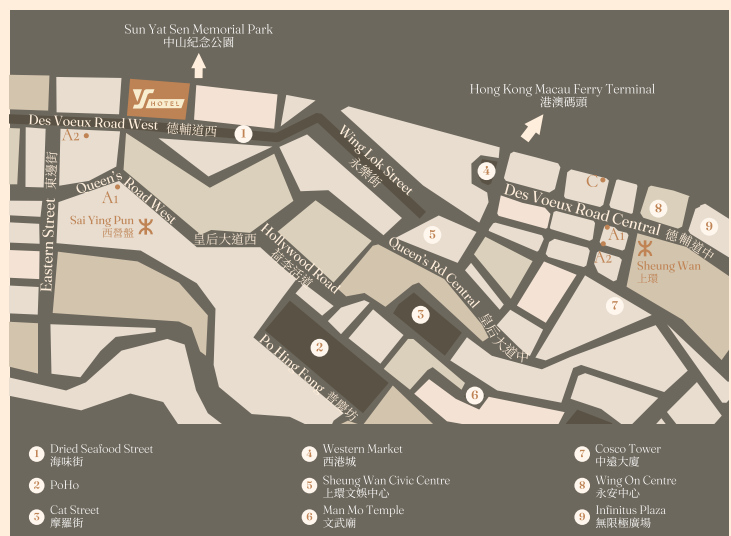 Sun Yat Sen Memorial Park
中山紀念公園
Hong Kong Macau Ferry Terminal
港澳碼頭
YS HOTEL
Des Voeux Road West 德輔道西
1
A2
Wing Lok Street
永樂街
4
C
Des Voeux Road Central 德輔道中
8
9
Eastern Street 東邊街
Queen's Road West
皇后大道西
A1
Sai Ying Pun
西營盤
Hollywood Road
荷李活道
5
Queen's Rd Central
皇后大道中
A1
A2
Sheung Wan
上環
7
3
2
Po Hing Fong 普慶坊
6
1 Dried Seafood Street
海味街
2 PoHo
3 Cat Street
摩羅街
4 Western Market
西港城
5 Sheung Wan Civic Centre
上環文娛中心
6 Man Mo Temple
文武廟
7 Cosco Tower
中遠大廈
8 Wing On Centre
永安中心
9 Infinitus Plaza
無限極廣場